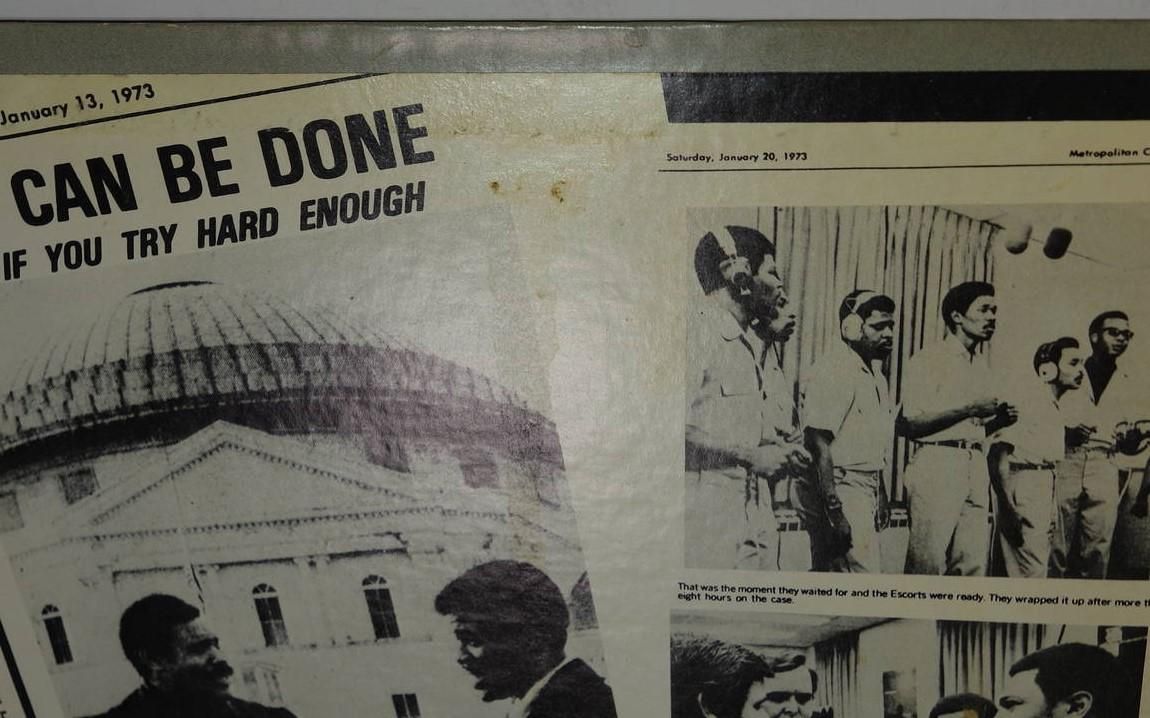 January 13, 1973
CAN BE DONE
IF YOU TRY HARD ENOUGH
Saturday, January 20, 1973
Metropolitan
That was the moment they waited for and the Escorts were ready. They wrapped it up after more
eight hours on the case.